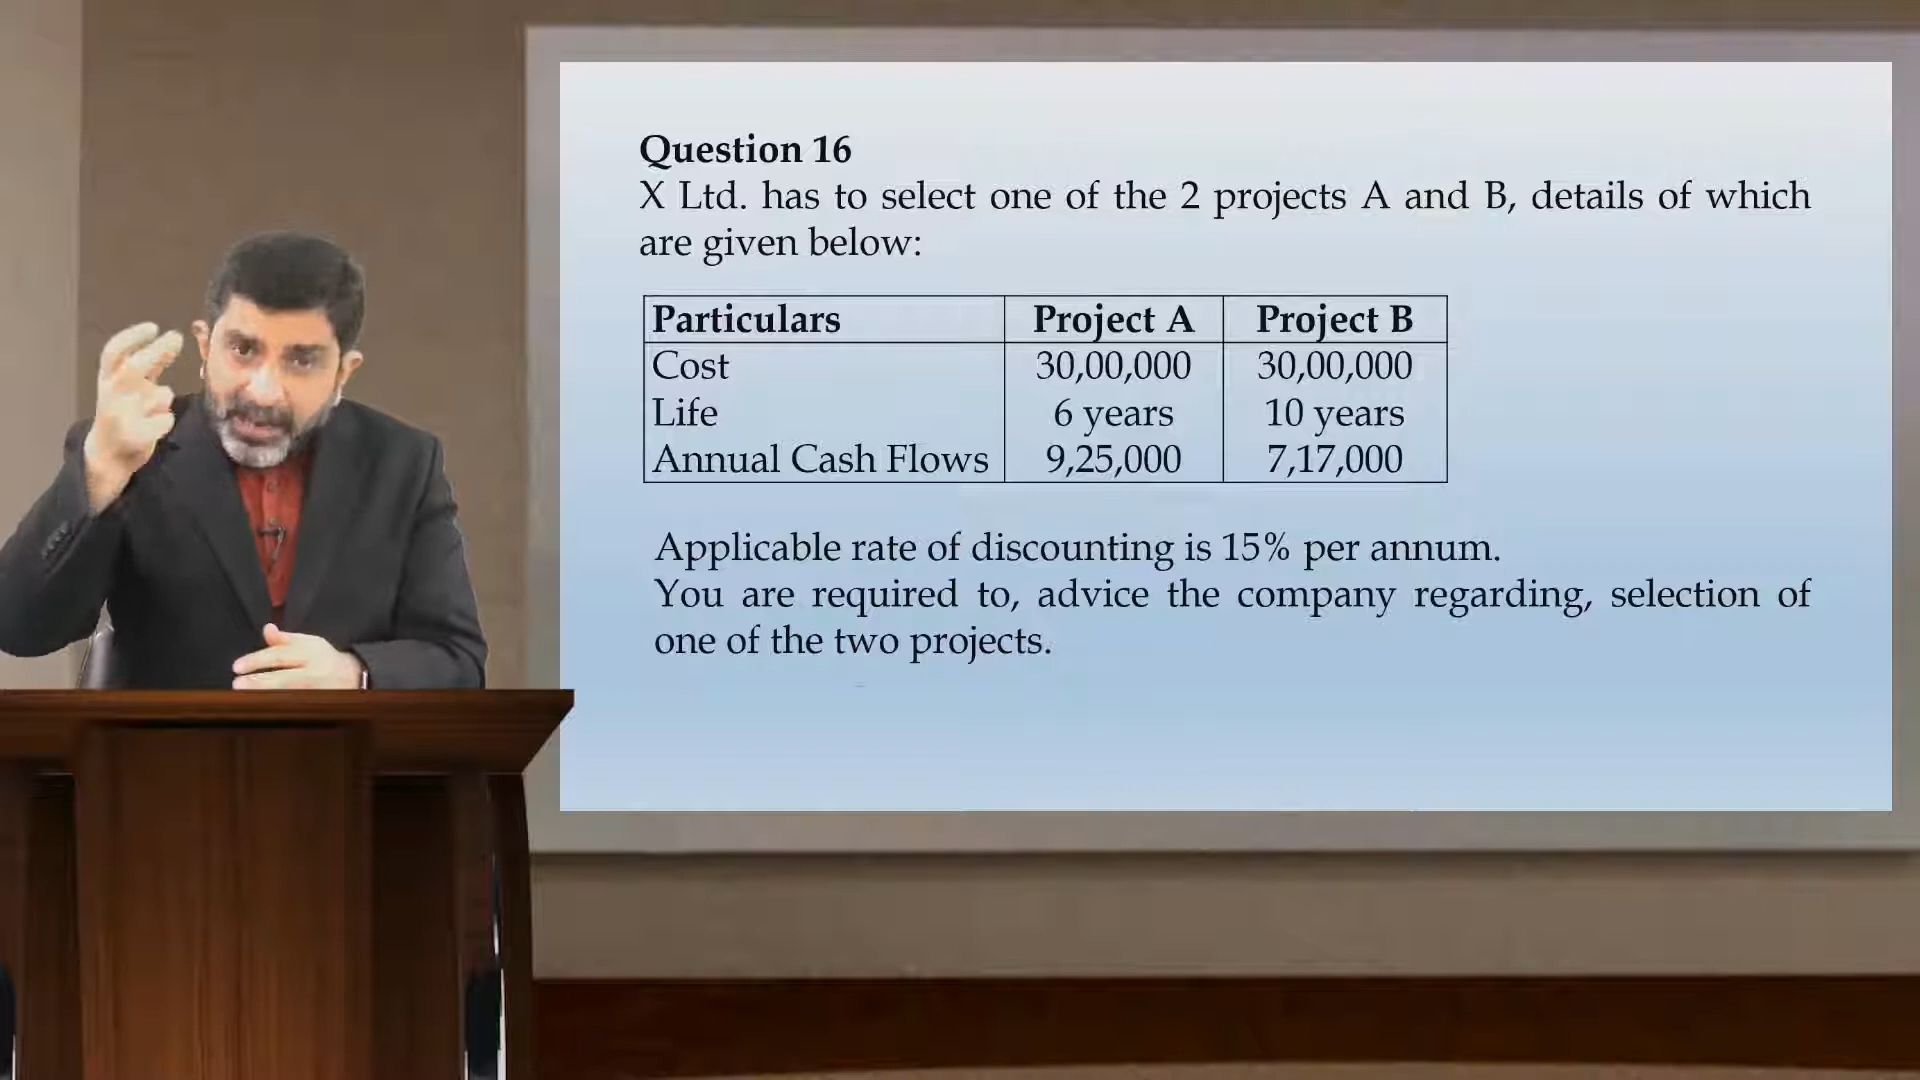 Question 16
X Ltd. has to select one of the 2 projects A and B, details of which
are given below:
Particulars Project A Project B
Cost 30,00,000 30,00,000
Life 6 years 10 years
Annual Cash Flows 9,25,000 7,17,000
Applicable rate of discounting is 15% per annum.
You are required to, advice the company regarding, selection of
one of the two projects.